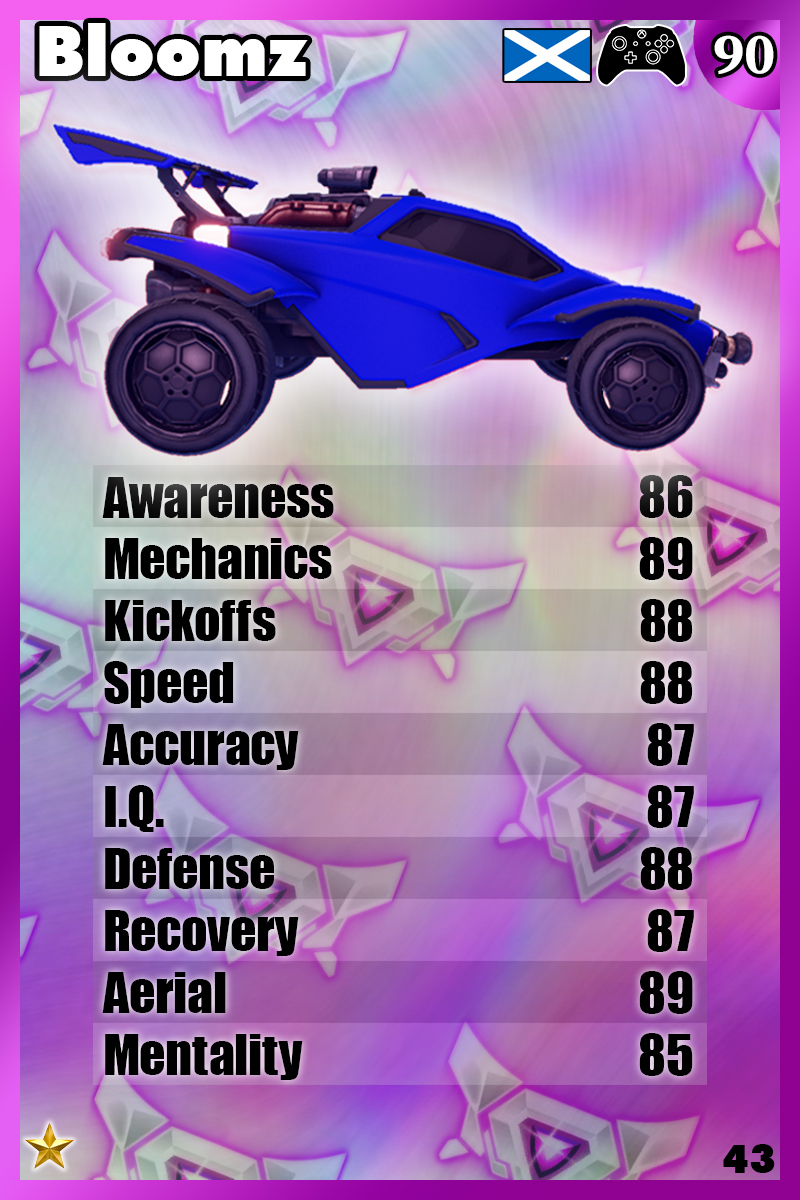 Bloomz 90
Awareness 86
Mechanics 89
Kickoffs 88
Speed 88
Accuracy 87
I.Q. 87
Defense 88
Recovery 87
Aerial 89
Mentality 85
43